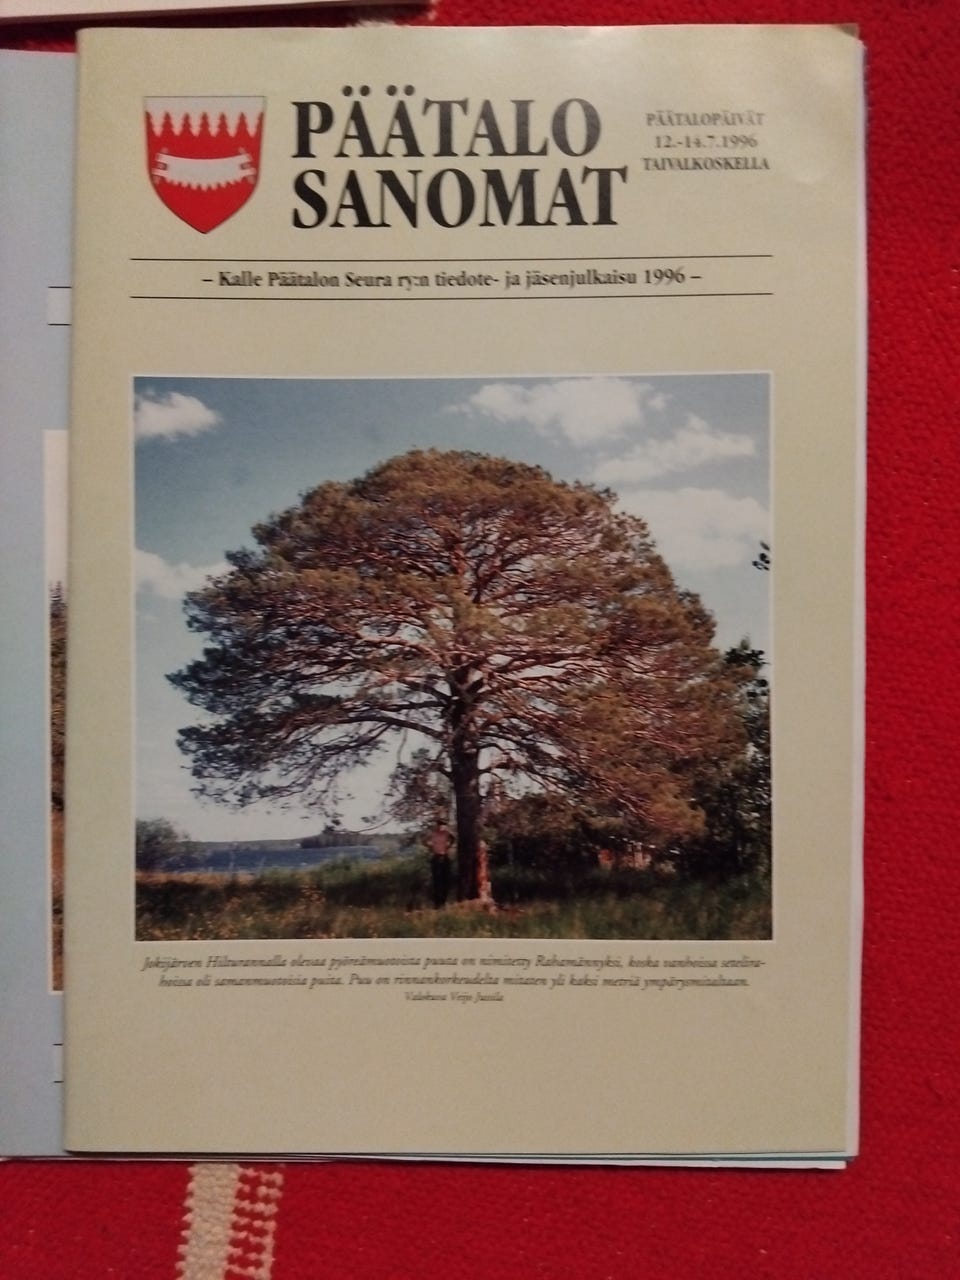 PÄÄTALO
SANOMAT
PÄÄTALOPÄIVÄT
12.-14.7.1996
TAIVALKOSKELLA
– Kalle Päätalon Seura ry:n tiedote- ja jäsenjulkaisu 1996 –
Jokijärven Hilturannalla olevaa pyöreämuotoista puuta on nimitetty Rahamännyksi, koska vanhoissa setelira-
hoissa oli samanmuotoisia puita. Puu on rinnankorkeudelta mitaten yli kaksi metriä ympärysmitaltaan.
Valokuva Veijo Jussila